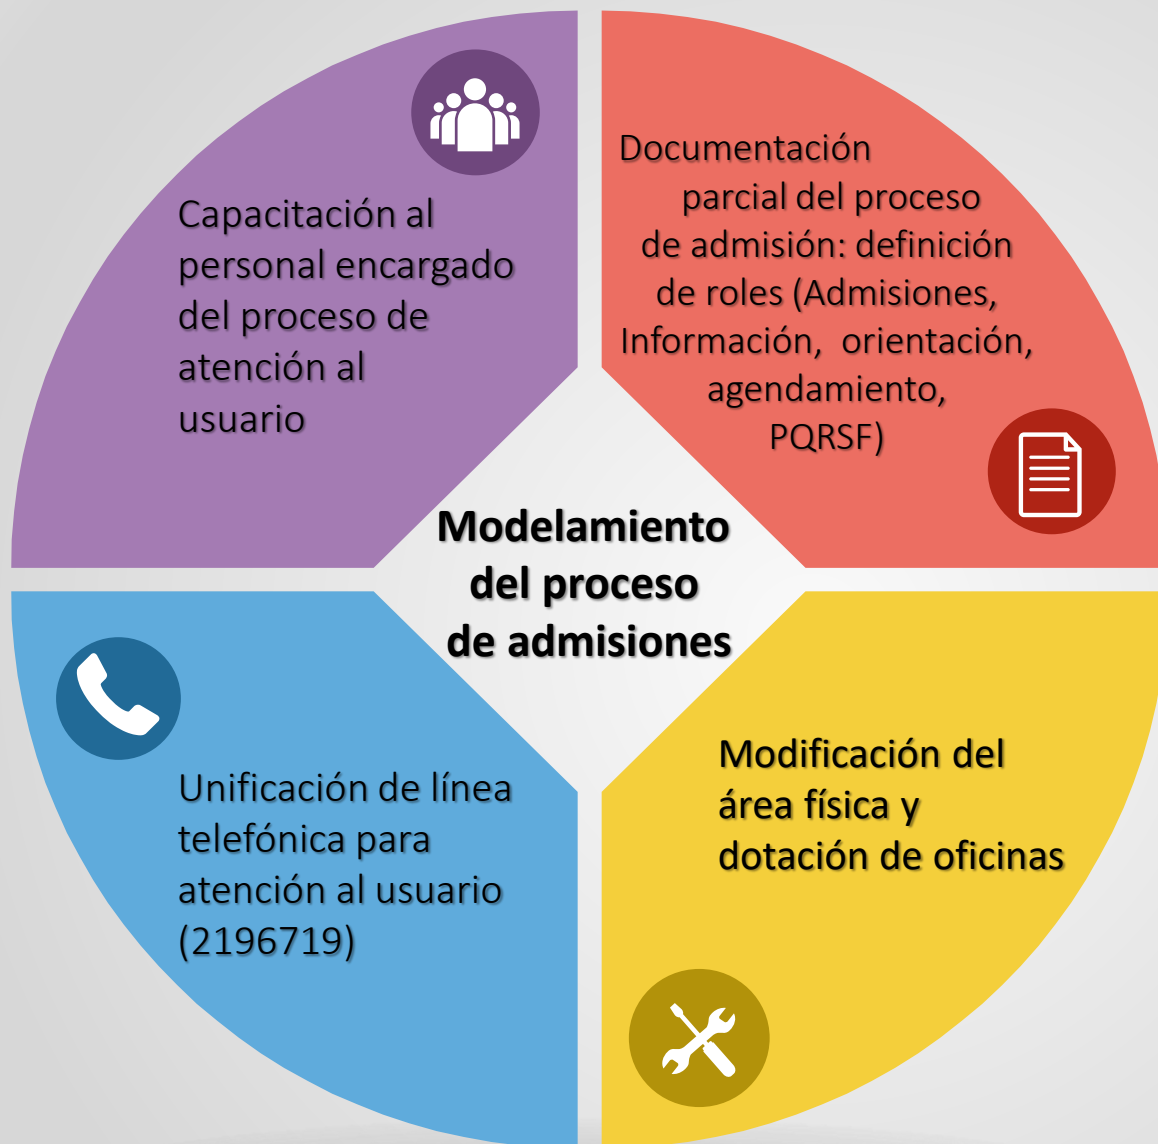 Capacitación al
personal encargado
del proceso de
atención al
usuario
Documentación
parcial del proceso
de admisión: definición
de roles (Admisiones,
Información, orientación,
agendamiento,
PQRSF)
Modelamiento
del proceso
de admisiones
Unificación de línea
telefónica para
atención al usuario
(2196719)
Modificación del
área física y
dotación de oficinas